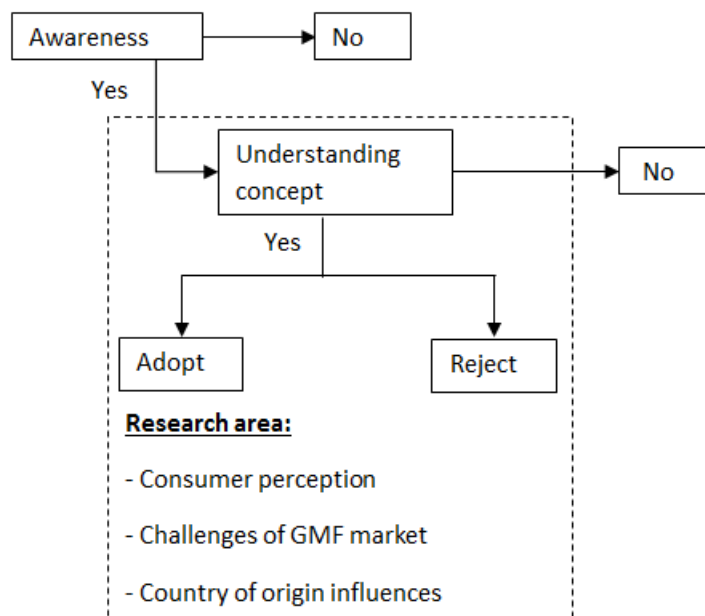 Awareness
No
Yes
Understanding
concept
No
Yes
Adopt
Reject
Research area:
- Consumer perception
- Challenges of GMF market
- Country of origin influences